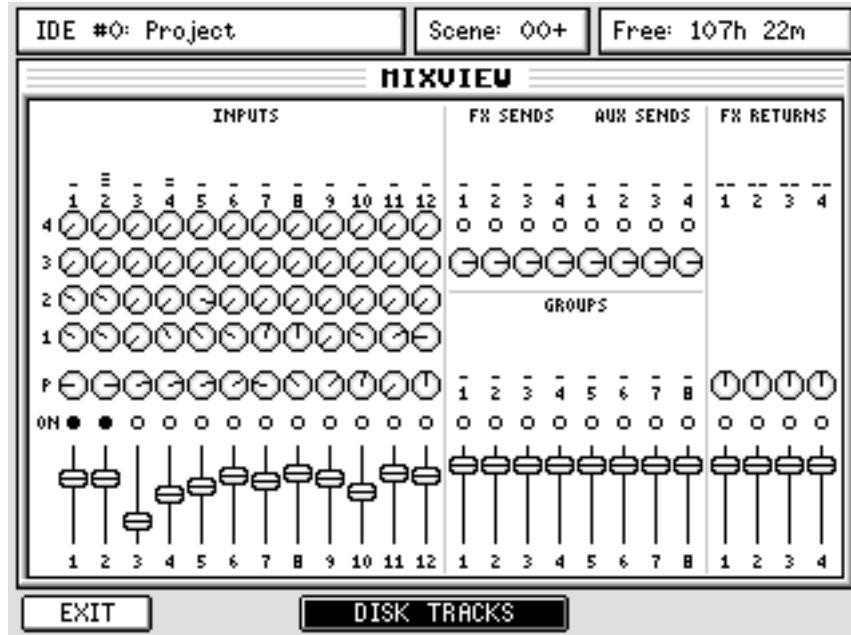 IDE #0: Project Scene: 00+ Free: 107h 22m
MIXVIEW
INPUTS FX SENDS AUX SENDS FX RETURNS
1 2 3 4 5 6 7 8 9 10 11 12 1 2 3 4 1 2 3 4 1 2 3 4
4
3
2
GROUPS
1
P 1 2 3 4 5 6 7 8
ON
1 2 3 4 5 6 7 8 9 10 11 12 1 2 3 4 5 6 7 8 1 2 3 4
EXIT DISK TRACKS